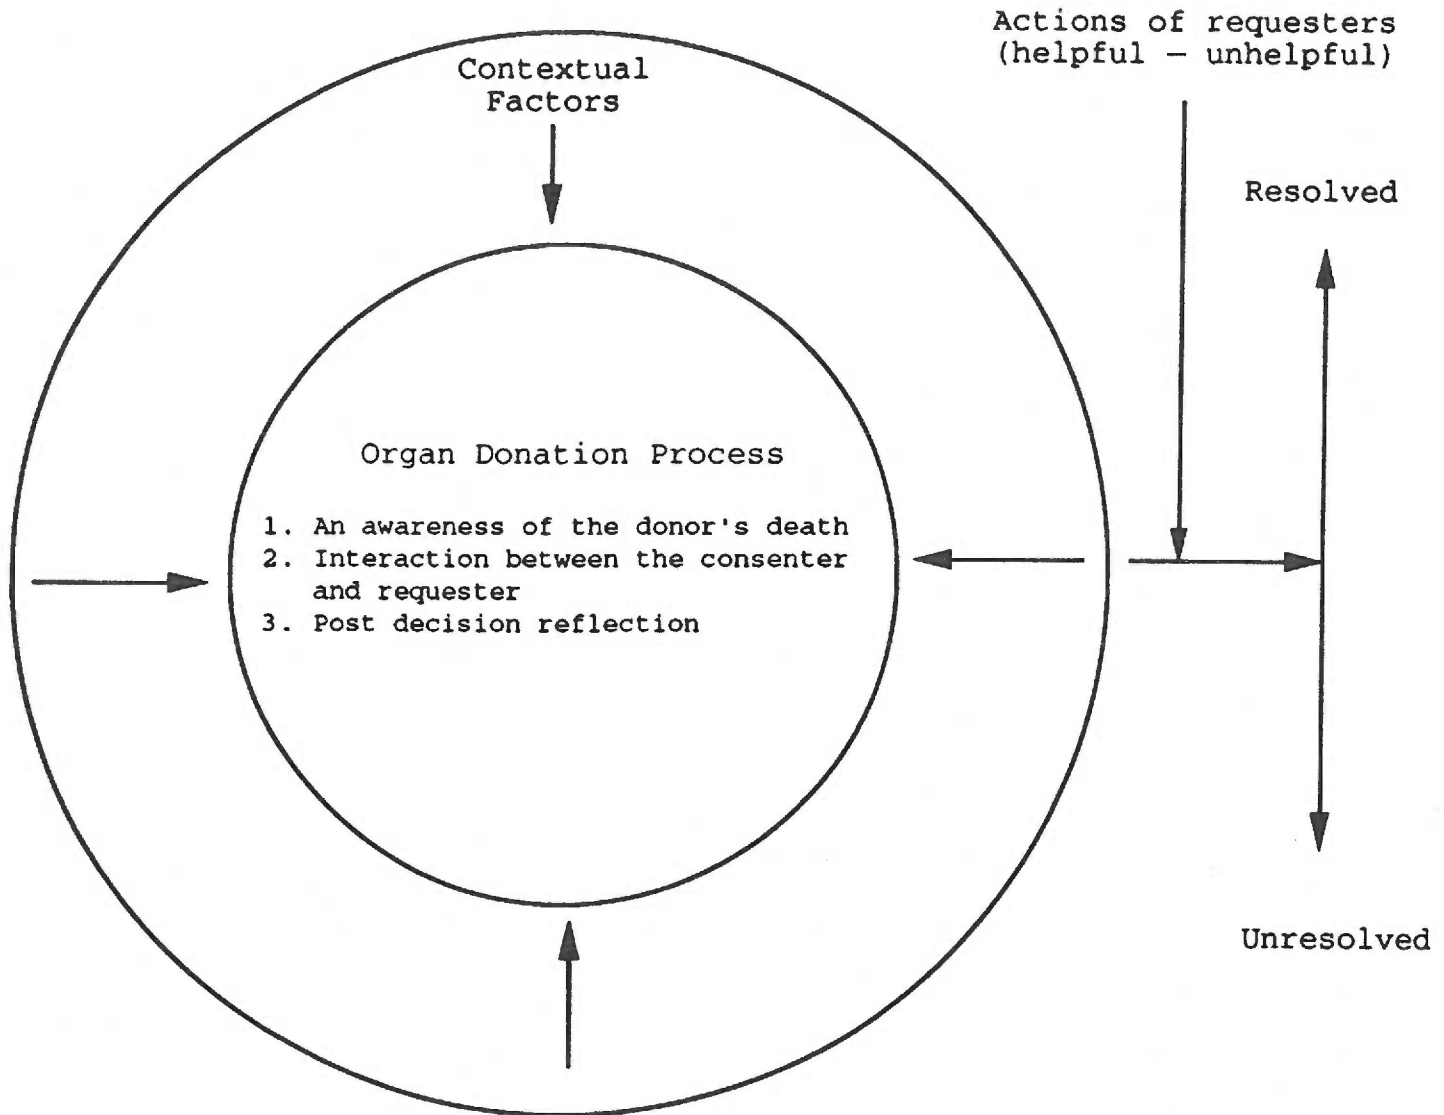 Actions of requesters
(helpful – unhelpful)
Contextual
Factors
Resolved
Organ Donation Process
1. An awareness of the donor's death
2. Interaction between the consenter
and requester
3. Post decision reflection
Unresolved